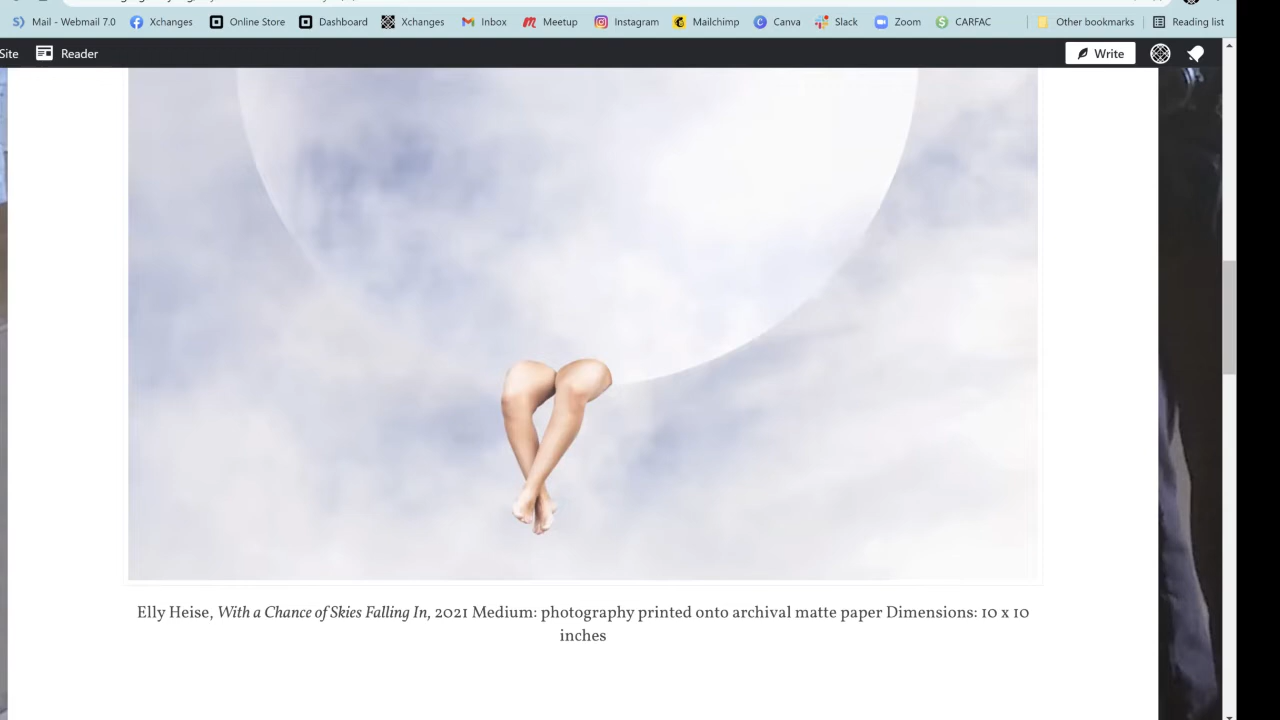 Mail - Webmail 7.0 Xchanges Online Store Dashboard Xchanges Inbox Meetup Instagram Mailchimp Canva Slack Zoom CARFAC Other bookmarks Reading list
Site Reader Write
Elly Heise, With a Chance of Skies Falling In, 2021 Medium: photography printed onto archival matte paper Dimensions: 10 x 10
inches